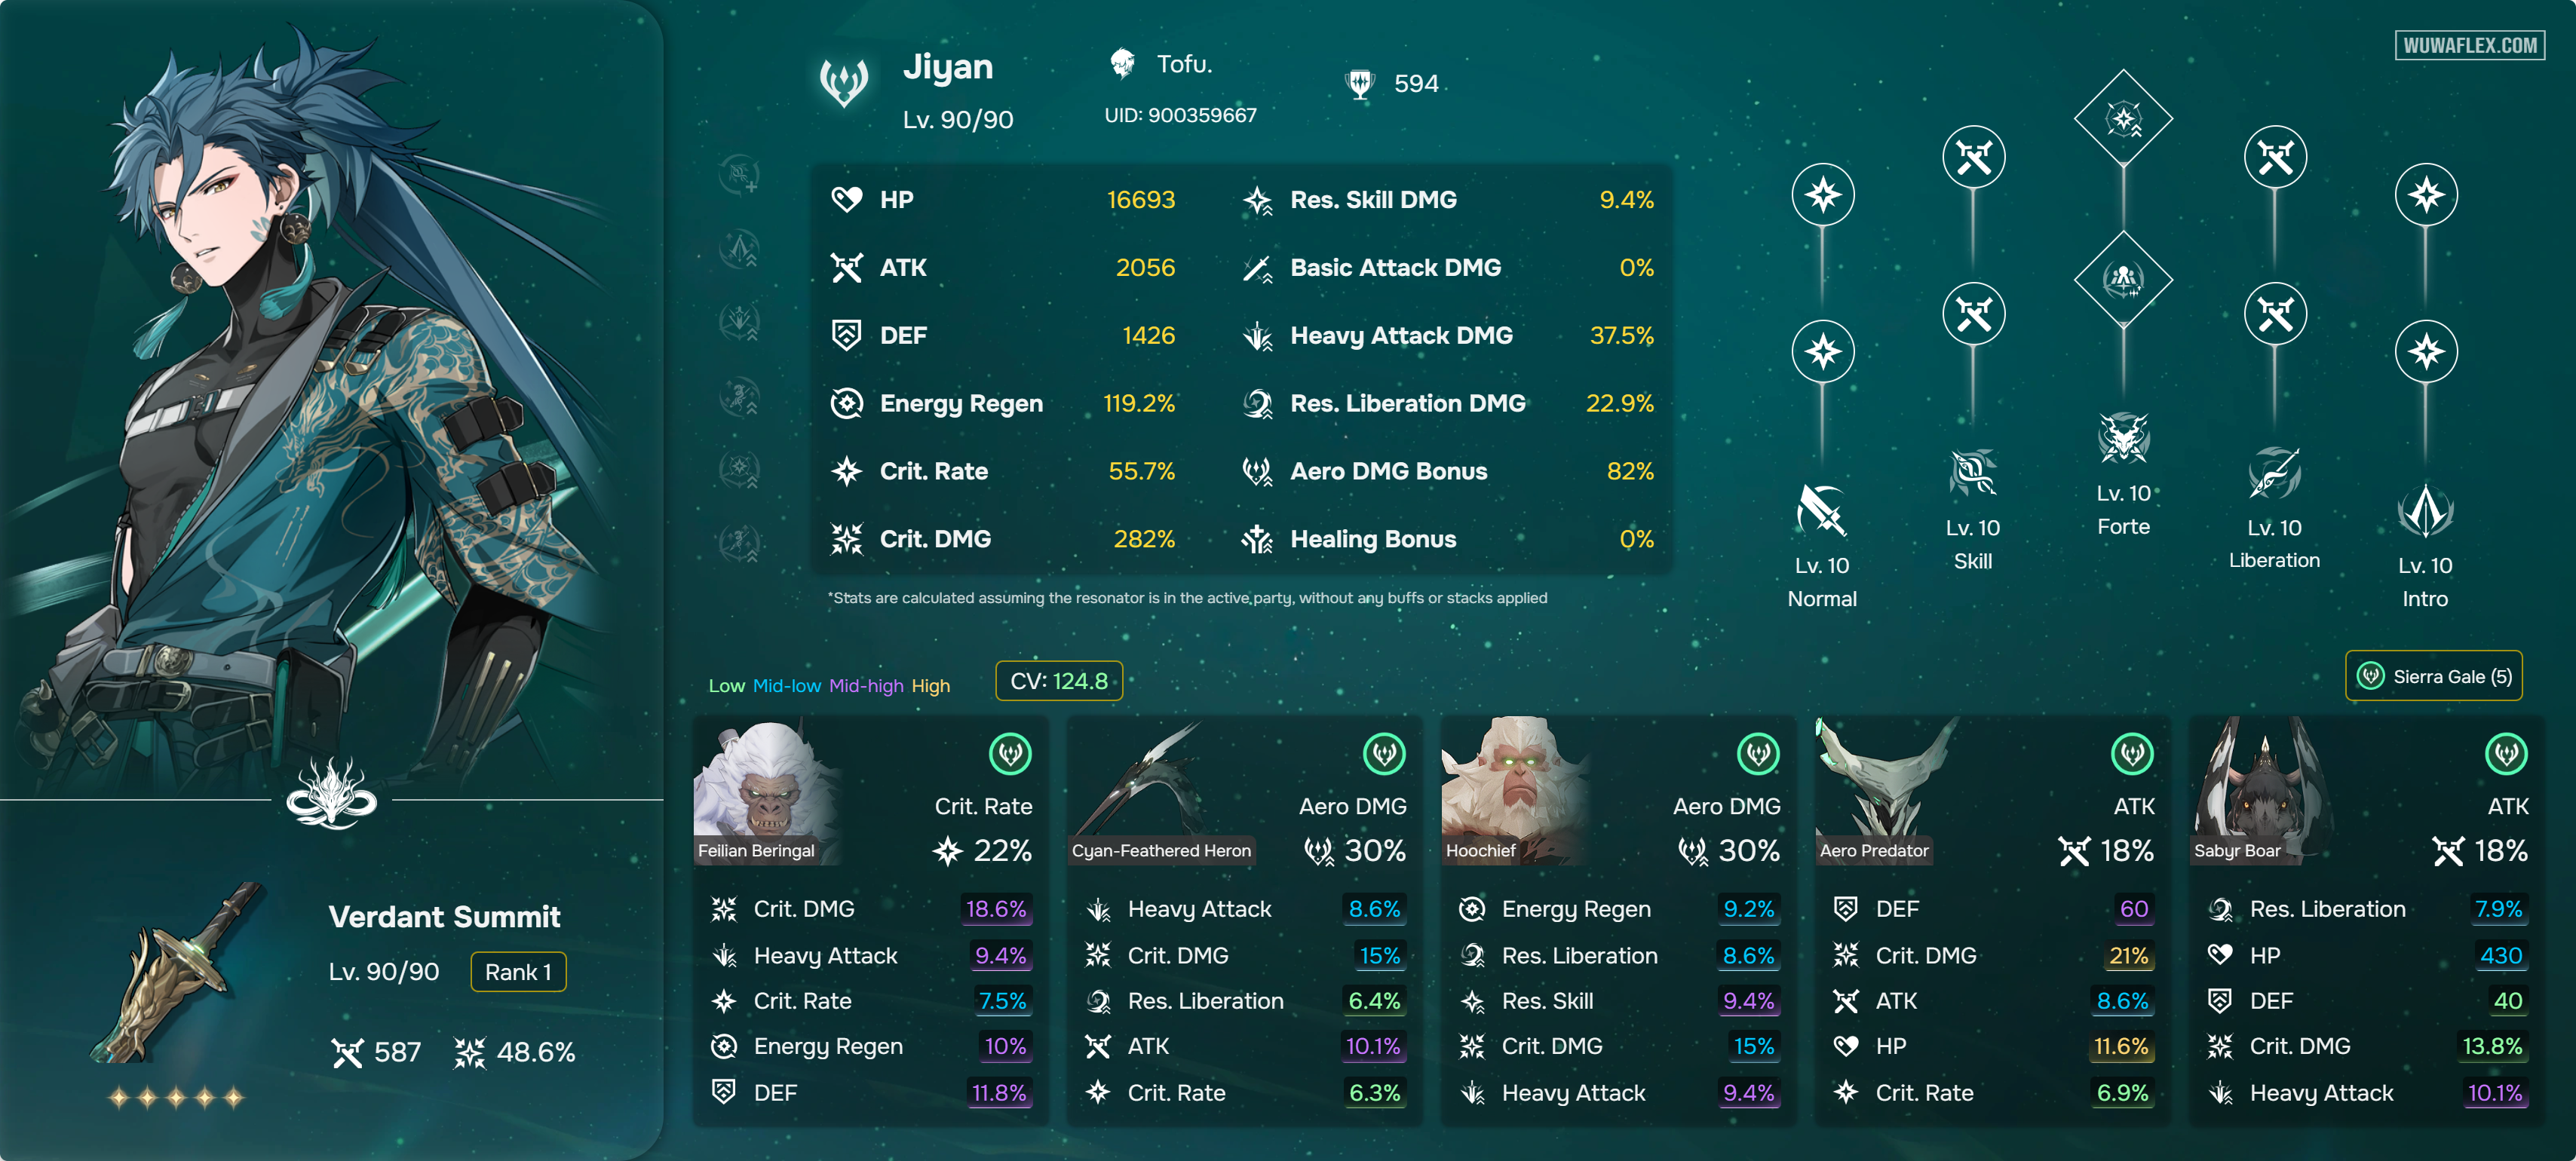 WUWAFLEX.COM
Jiyan
Lv. 90/90
Tofu.
UID: 900359667
594
HP 16693
ATK 2056
DEF 1426
Energy Regen 119.2%
Crit. Rate 55.7%
Crit. DMG 282%
Res. Skill DMG 9.4%
Basic Attack DMG 0%
Heavy Attack DMG 37.5%
Res. Liberation DMG 22.9%
Aero DMG Bonus 82%
Healing Bonus 0%
*Stats are calculated assuming the resonator is in the active party, without any buffs or stacks applied
Lv. 10
Normal
Lv. 10
Skill
Lv. 10
Forte
Lv. 10
Liberation
Lv. 10
Intro
Verdant Summit
Lv. 90/90 Rank 1
587 48.6%
Low Mid-low Mid-high High
CV: 124.8
Sierra Gale (5)
Feilian Beringal
Crit. Rate
22%
Crit. DMG 18.6%
Heavy Attack 9.4%
Crit. Rate 7.5%
Energy Regen 10%
DEF 11.8%
Cyan-Feathered Heron
Aero DMG
30%
Heavy Attack 8.6%
Crit. DMG 15%
Res. Liberation 6.4%
ATK 10.1%
Crit. Rate 6.3%
Hoochief
Aero DMG
30%
Energy Regen 9.2%
Res. Liberation 8.6%
Res. Skill 9.4%
Crit. DMG 15%
Heavy Attack 9.4%
Aero Predator
ATK
18%
DEF 60
Crit. DMG 21%
ATK 8.6%
HP 11.6%
Crit. Rate 6.9%
Sabyr Boar
ATK
18%
Res. Liberation 7.9%
HP 430
DEF 40
Crit. DMG 13.8%
Heavy Attack 10.1%